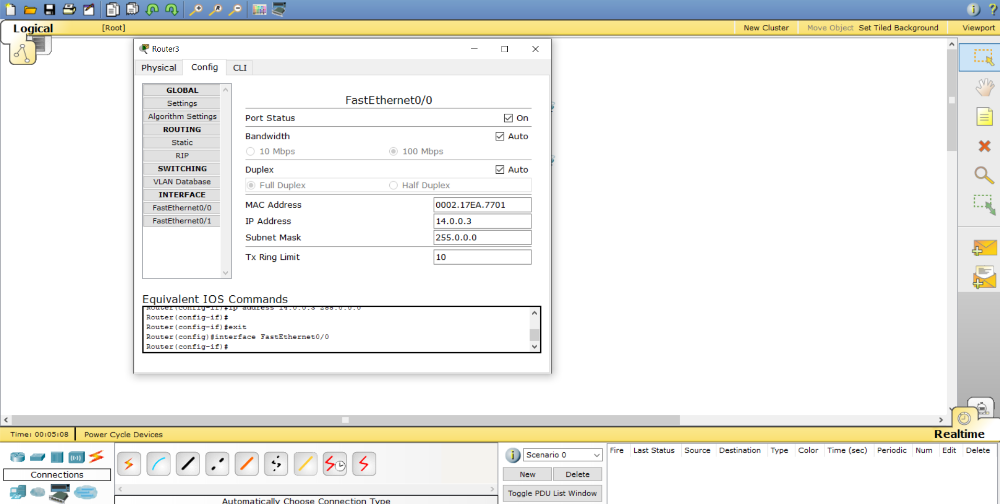 Logical
[Root]
New Cluster
Move Object
Set Tiled Background
Viewport
Router3
Physical
Config
CLI
GLOBAL
Settings
Algorithm Settings
ROUTING
Static
RIP
SWITCHING
VLAN Database
INTERFACE
FastEthernet0/0
FastEthernet0/1
FastEthernet0/0
Port Status
On
Bandwidth
Auto
10 Mbps
100 Mbps
Duplex
Auto
Full Duplex
Half Duplex
MAC Address
0002.17EA.7701
IP Address
14.0.0.3
Subnet Mask
255.0.0.0
Tx Ring Limit
10
Equivalent IOS Commands
Router(config-if)#ip address 14.0.0.3 255.0.0.0
Router(config-if)#
Router(config-if)#exit
Router(config)#interface FastEthernet0/0
Router(config-if)#
Time: 00:05:08
Power Cycle Devices
Realtime
Connections
Automatically Choose Connection Type
Scenario 0
New
Delete
Toggle PDU List Window
Fire
Last Status
Source
Destination
Type
Color
Time (sec)
Periodic
Num
Edit
Delete